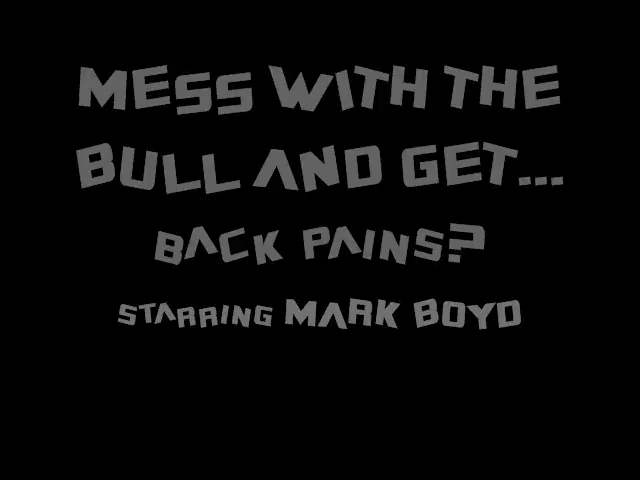 MESS WITH THE
BULL AND GET...
BACK PAINS?
STARRING MARK BOYD